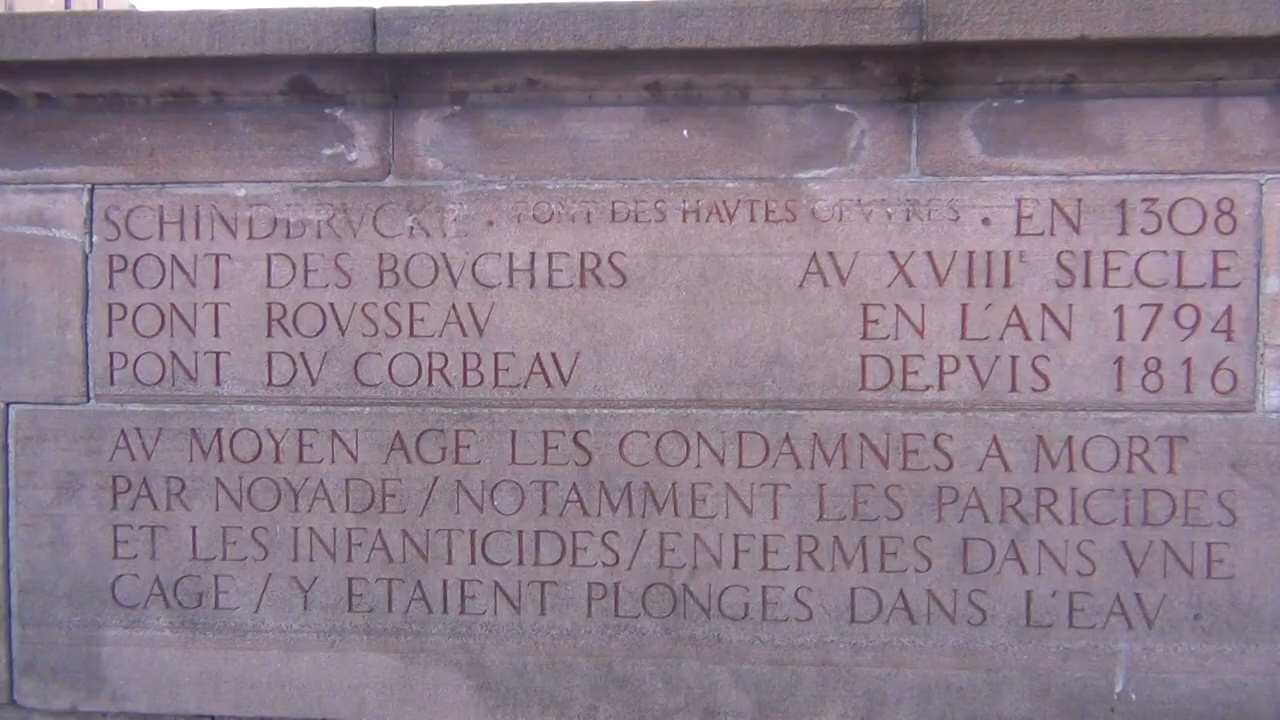 SCHINDBRVCKE . PONT DES HAVTES OEVVRES . EN 1308
PONT DES BOVCHERS AV XVIIIE SIECLE
PONT ROVSSEAV EN L'AN 1794
PONT DV CORBEAV DEPVIS 1816
AV MOYEN AGE LES CONDAMNES A MORT
PAR NOYADE / NOTAMMENT LES PARRICIDES
ET LES INFANTICIDES / ENFERMES DANS VNE
CAGE / Y ETAIENT PLONGES DANS L'EAV .